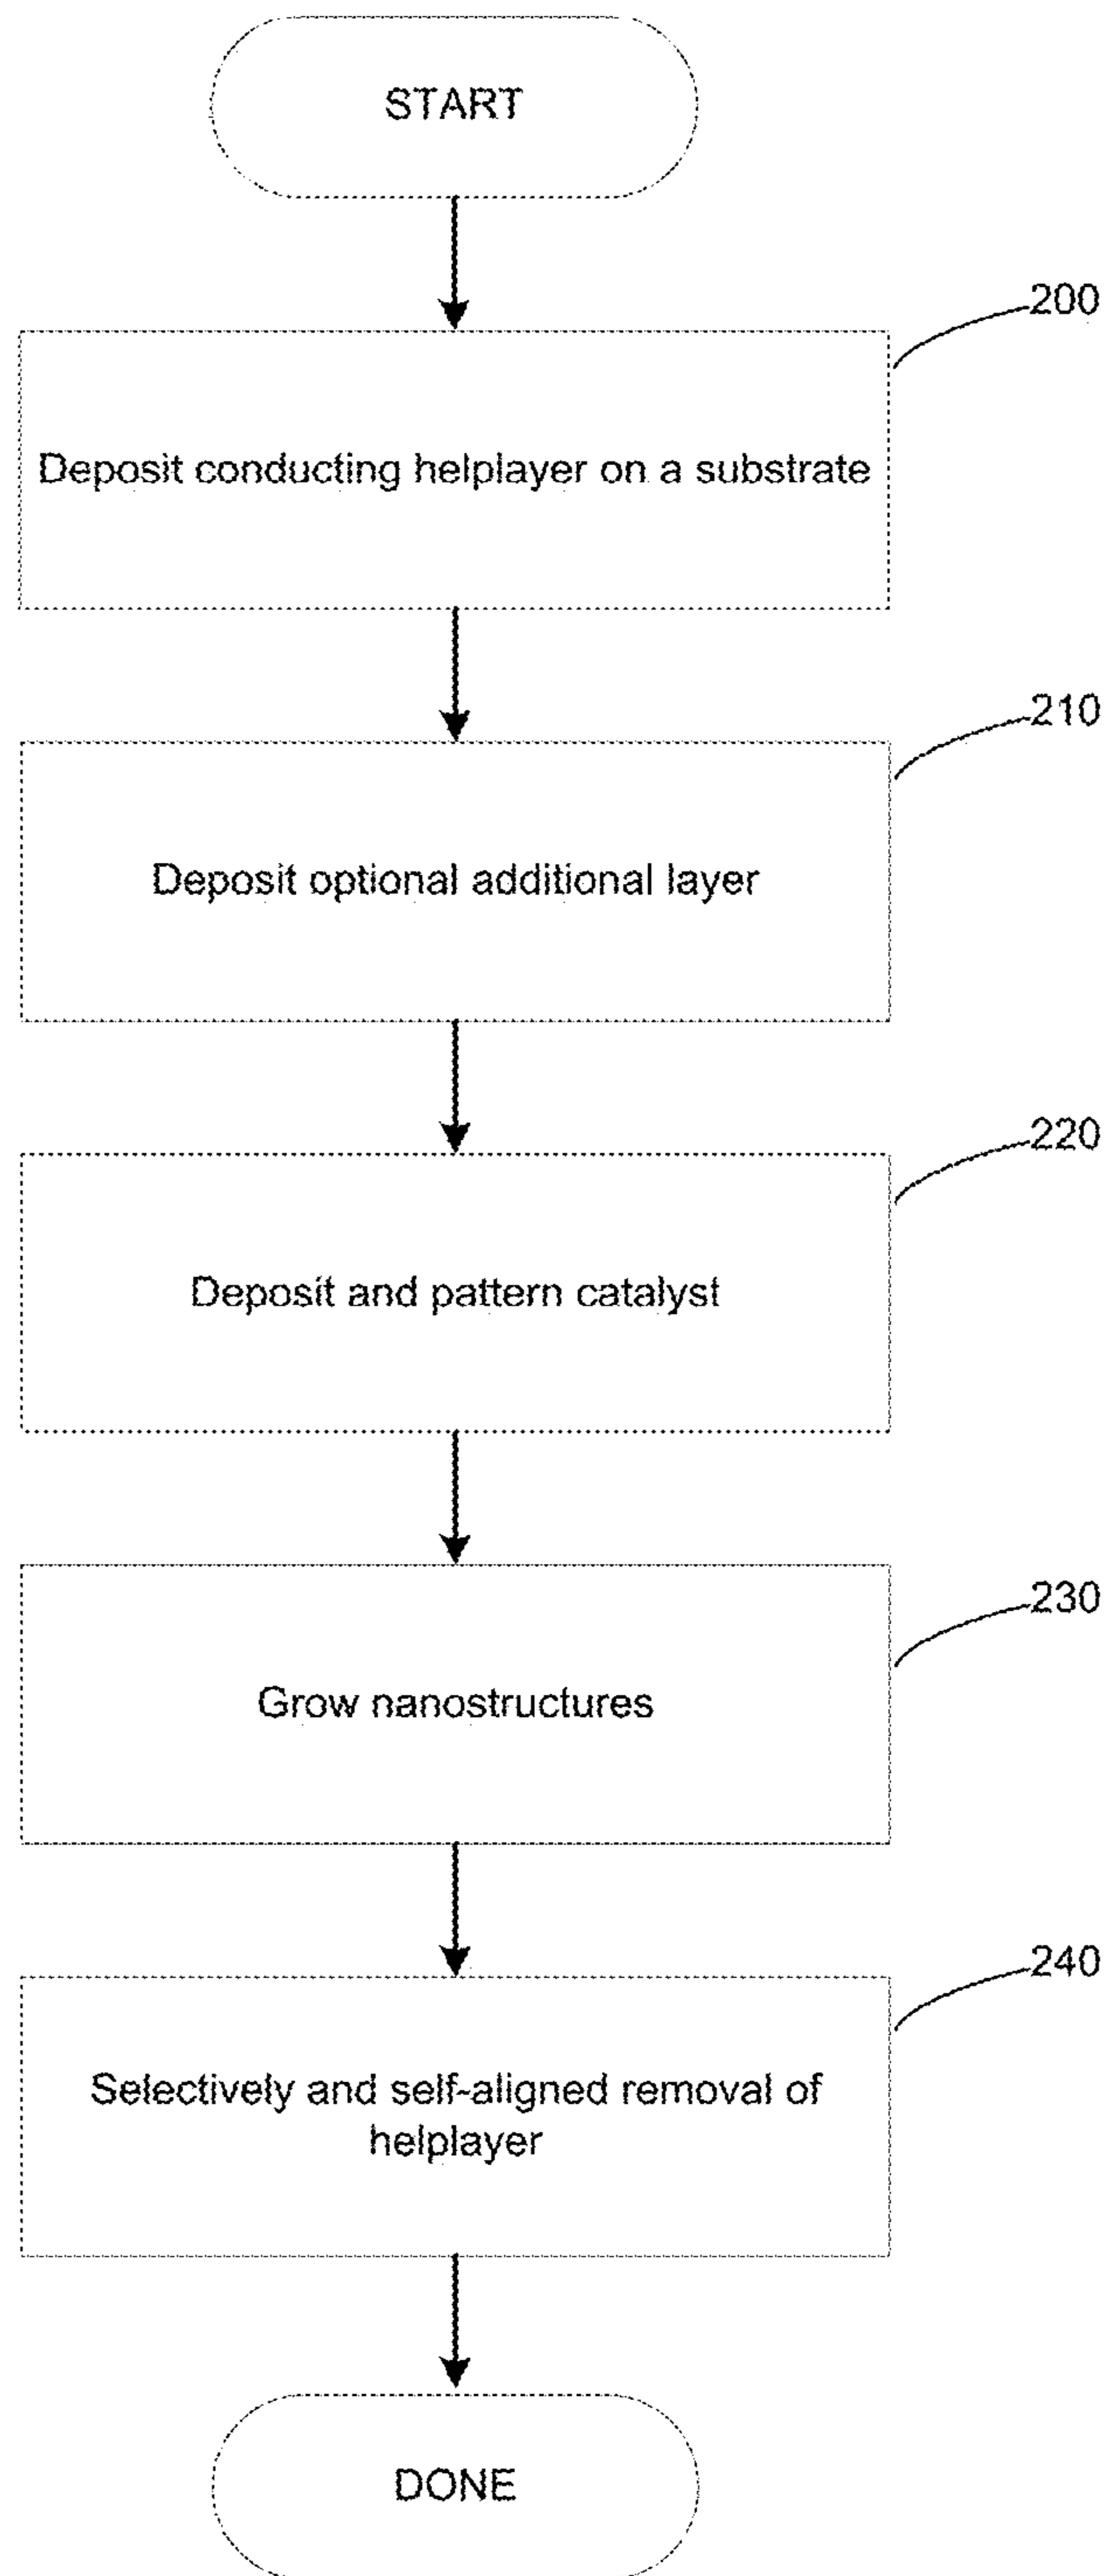 START
200
Deposit conducting helplayer on a substrate
210
Deposit optional additional layer
220
Deposit and pattern catalyst
230
Grow nanostructures
240
Selectively and self-aligned removal of
helplayer
DONE